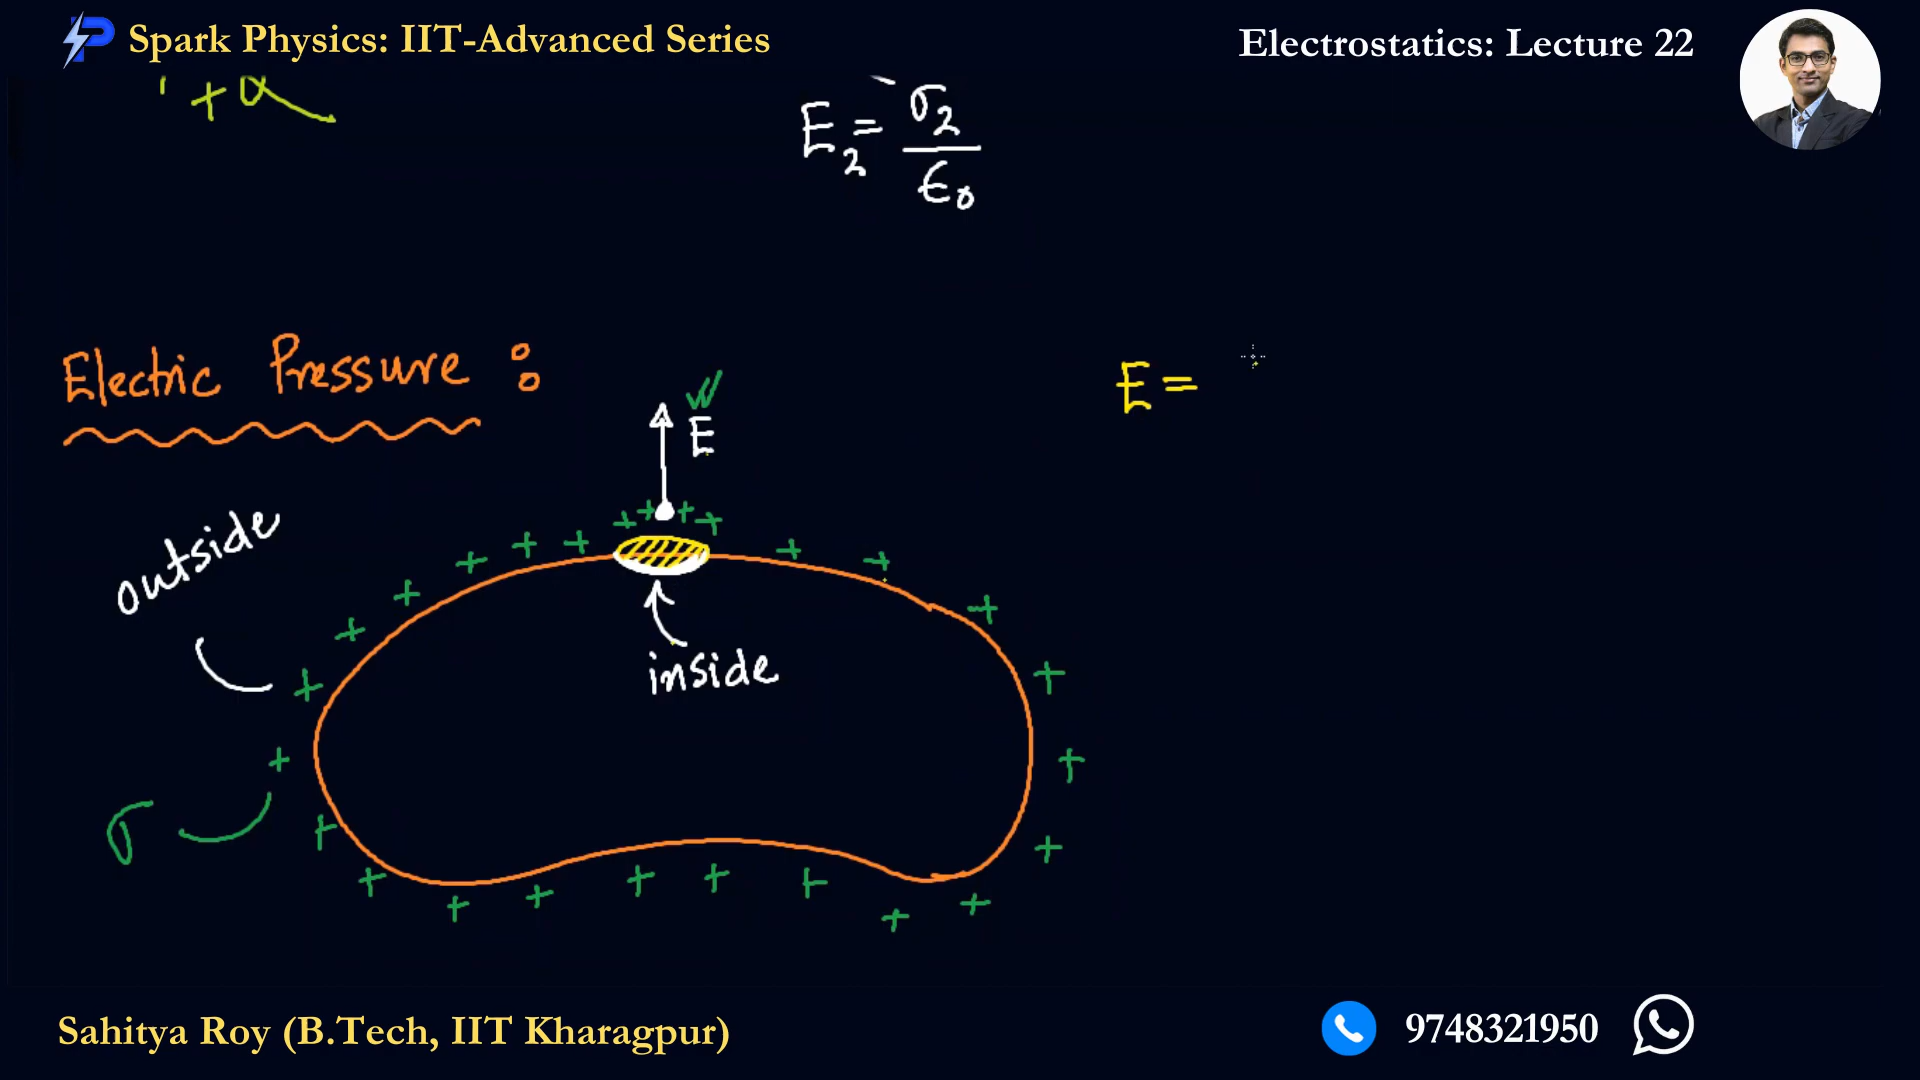 Spark Physics: IIT-Advanced Series
Electrostatics: Lecture 22
+α
E₂ = σ₂/ϵ₀
Electric Pressure :
E =
E
outside
inside
σ
Sahitya Roy (B.Tech, IIT Kharagpur)
9748321950